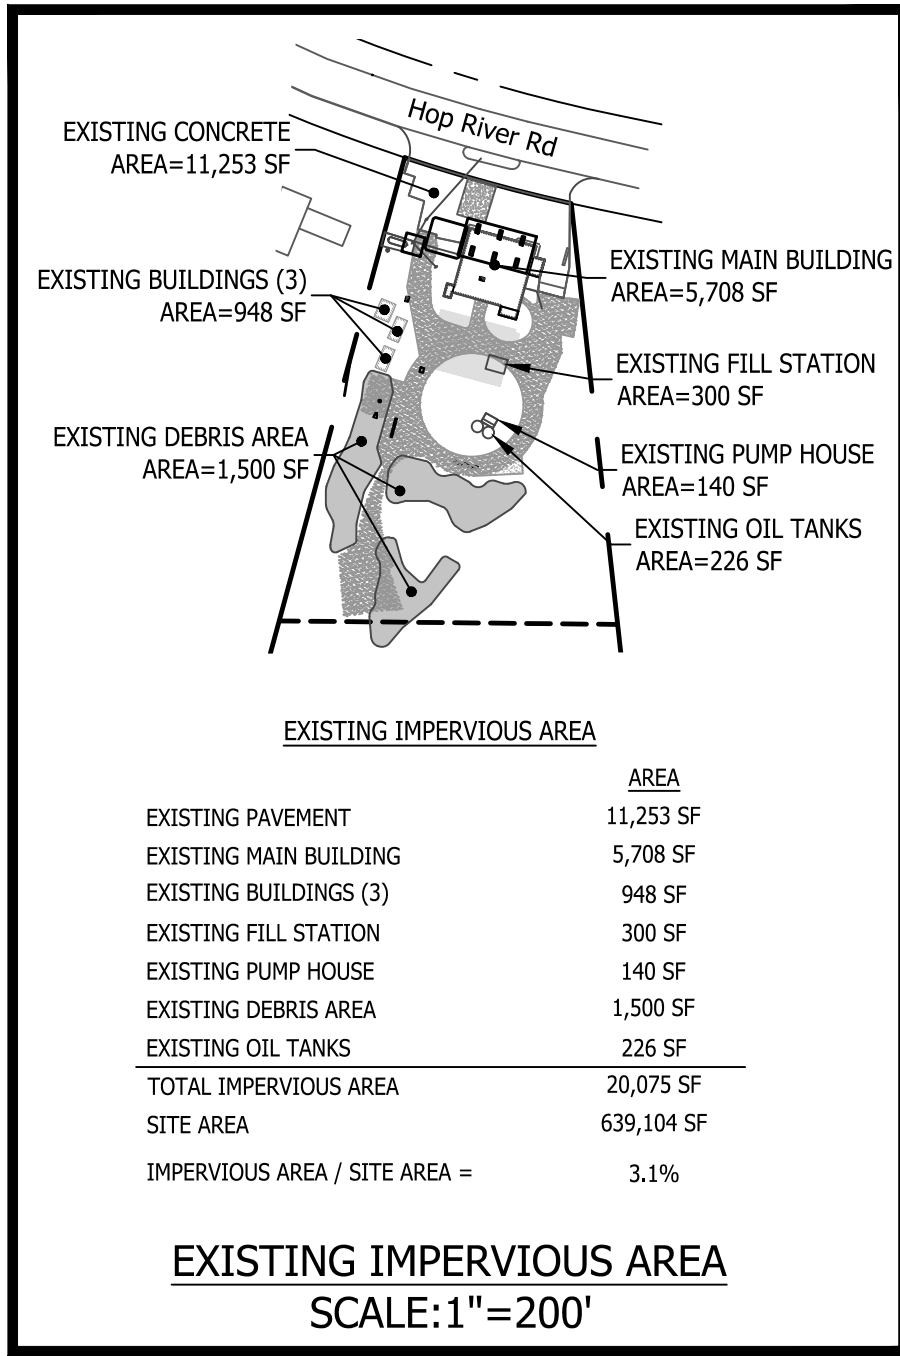 Hop River Rd
EXISTING CONCRETE
AREA=11,253 SF
EXISTING MAIN BUILDING
AREA=5,708 SF
EXISTING BUILDINGS (3)
AREA=948 SF
EXISTING FILL STATION
AREA=300 SF
EXISTING DEBRIS AREA
AREA=1,500 SF
EXISTING PUMP HOUSE
AREA=140 SF
EXISTING OIL TANKS
AREA=226 SF
EXISTING IMPERVIOUS AREA
AREA
EXISTING PAVEMENT 11,253 SF
EXISTING MAIN BUILDING 5,708 SF
EXISTING BUILDINGS (3) 948 SF
EXISTING FILL STATION 300 SF
EXISTING PUMP HOUSE 140 SF
EXISTING DEBRIS AREA 1,500 SF
EXISTING OIL TANKS 226 SF
TOTAL IMPERVIOUS AREA 20,075 SF
SITE AREA 639,104 SF
IMPERVIOUS AREA / SITE AREA = 3.1%
EXISTING IMPERVIOUS AREA
SCALE:1"=200'